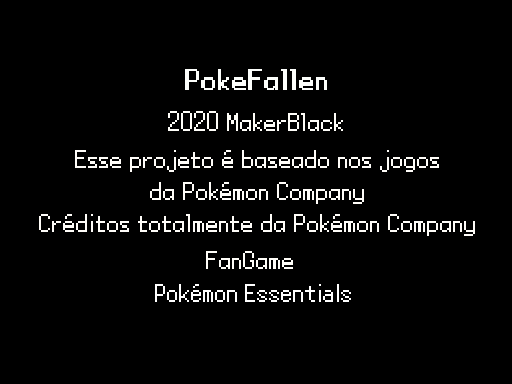 PokeFallen
2020 MakerBlack
Esse projeto é baseado nos jogos
da Pokémon Company
Créditos totalmente da Pokémon Company
FanGame
Pokémon Essentials